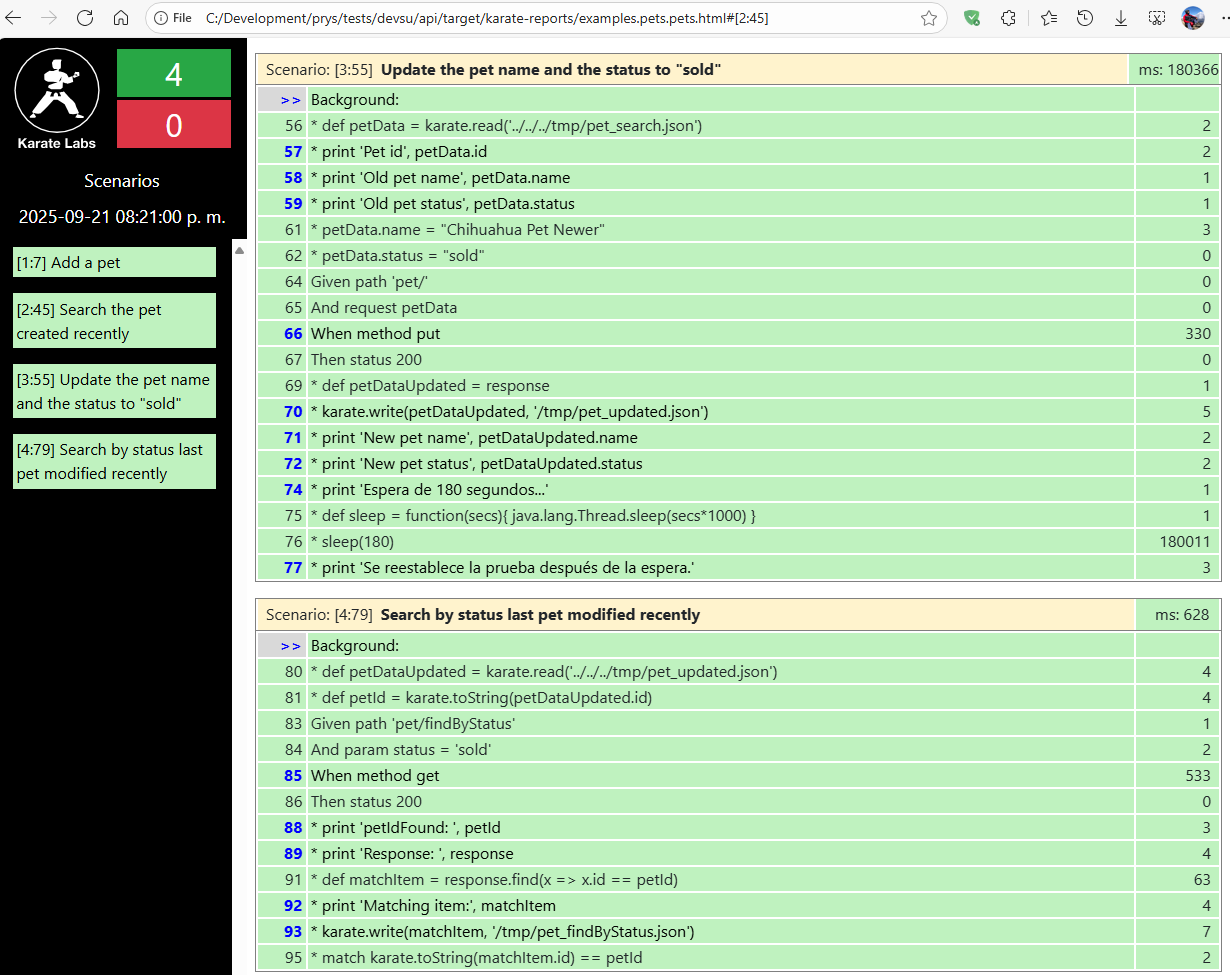 File C:/Development/prys/tests/devsu/api/target/karate-reports/examples.pets.pets.html#[2:45]
Karate Labs
4
0
Scenarios
2025-09-21 08:21:00 p. m.
[1:7] Add a pet
[2:45] Search the pet
created recently
[3:55] Update the pet name
and the status to "sold"
[4:79] Search by status last
pet modified recently
Scenario: [3:55] Update the pet name and the status to "sold" ms: 180366
>> Background:
56 * def petData = karate.read('../../../tmp/pet_search.json') 2
57 * print 'Pet id', petData.id 2
58 * print 'Old pet name', petData.name 1
59 * print 'Old pet status', petData.status 1
61 * petData.name = "Chihuahua Pet Newer" 3
62 * petData.status = "sold" 0
64 Given path 'pet/' 0
65 And request petData 0
66 When method put 330
67 Then status 200 0
69 * def petDataUpdated = response 1
70 * karate.write(petDataUpdated, '/tmp/pet_updated.json') 5
71 * print 'New pet name', petDataUpdated.name 2
72 * print 'New pet status', petDataUpdated.status 2
74 * print 'Espera de 180 segundos...' 1
75 * def sleep = function(secs){ java.lang.Thread.sleep(secs*1000) } 1
76 * sleep(180) 180011
77 * print 'Se reestablece la prueba después de la espera.' 3
Scenario: [4:79] Search by status last pet modified recently ms: 628
>> Background:
80 * def petDataUpdated = karate.read('../../../tmp/pet_updated.json') 4
81 * def petId = karate.toString(petDataUpdated.id) 4
83 Given path 'pet/findByStatus' 1
84 And param status = 'sold' 2
85 When method get 533
86 Then status 200 0
88 * print 'petIdFound: ', petId 3
89 * print 'Response: ', response 4
91 * def matchItem = response.find(x => x.id == petId) 63
92 * print 'Matching item:', matchItem 4
93 * karate.write(matchItem, '/tmp/pet_findByStatus.json') 7
95 * match karate.toString(matchItem.id) == petId 2